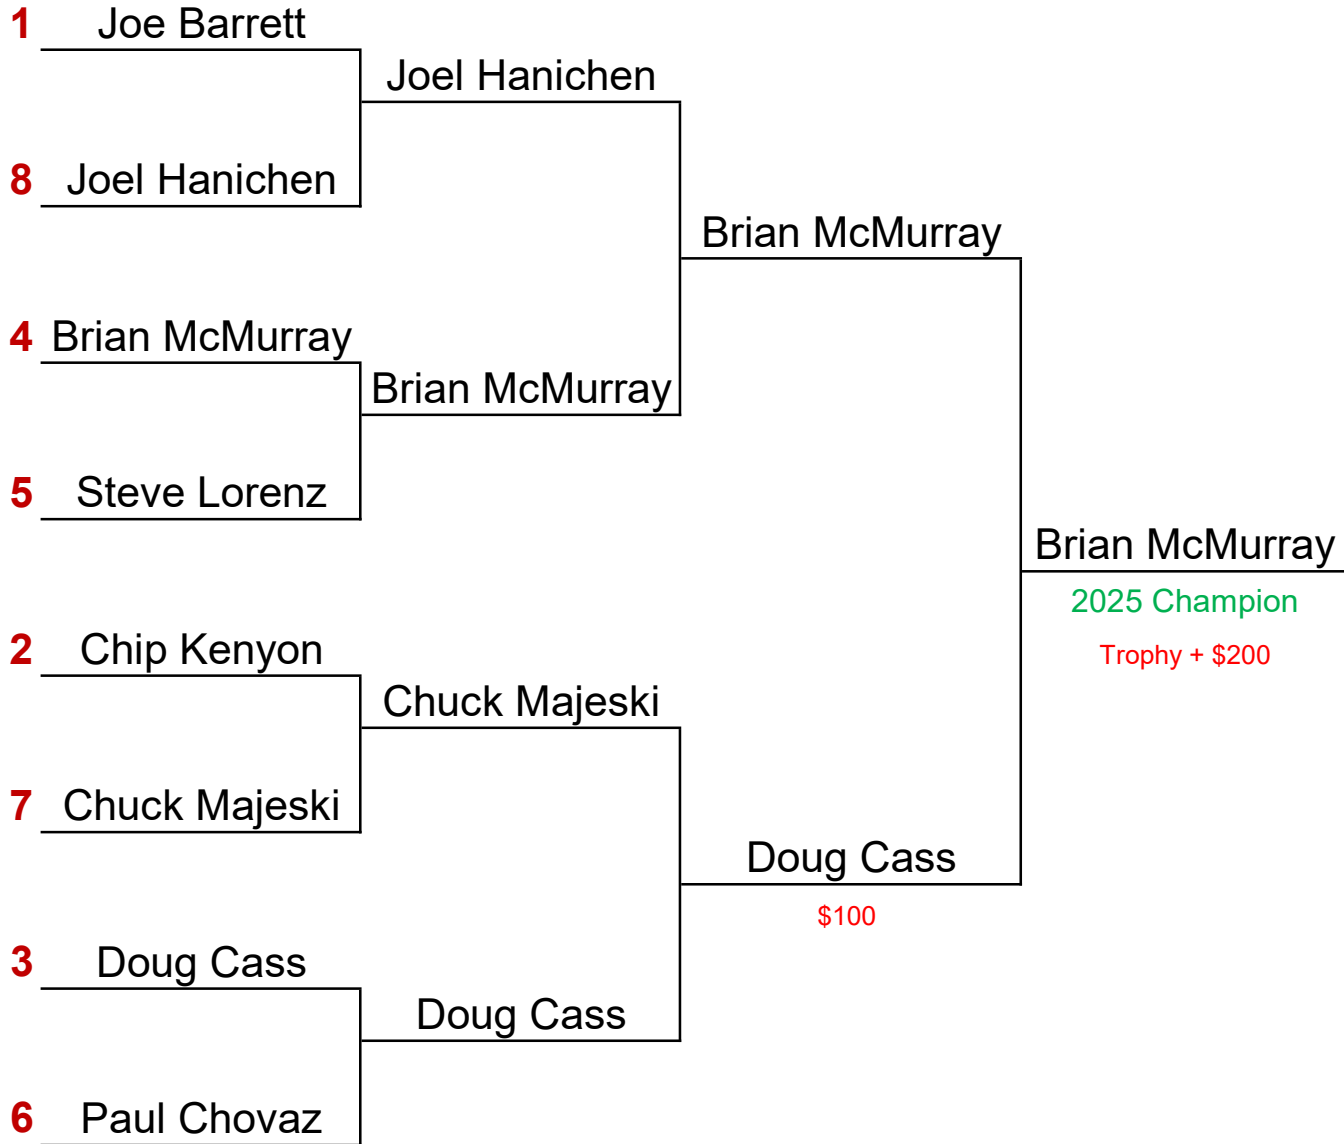 1 Joe Barrett
Joel Hanichen
8 Joel Hanichen
Brian McMurray
4 Brian McMurray
Brian McMurray
5 Steve Lorenz
Brian McMurray
2025 Champion
Trophy + $200
2 Chip Kenyon
Chuck Majeski
7 Chuck Majeski
Doug Cass
$100
3 Doug Cass
Doug Cass
6 Paul Chovaz